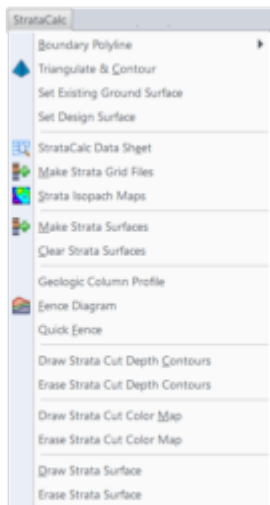 StrataCalc
Boundary Polyline
Triangulate & Contour
Set Existing Ground Surface
Set Design Surface
StrataCalc Data Sheet
Make Strata Grid Files
Strata Isopach Maps
Make Strata Surfaces
Clear Strata Surfaces
Geologic Column Profile
Fence Diagram
Quick Fence
Draw Strata Cut Depth Contours
Erase Strata Cut Depth Contours
Draw Strata Cut Color Map
Erase Strata Cut Color Map
Draw Strata Surface
Erase Strata Surface